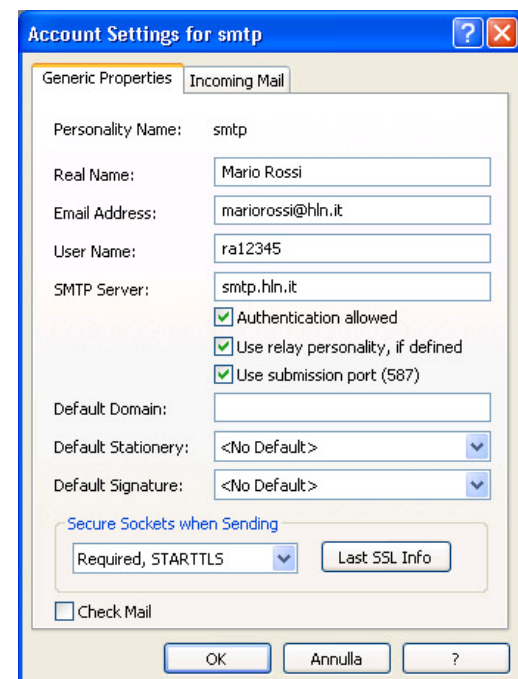 Account Settings for smtp
Generic Properties Incoming Mail
Personality Name: smtp
Real Name: Mario Rossi
Email Address: mariorossi@hln.it
User Name: ra12345
SMTP Server: smtp.hln.it
Authentication allowed
Use relay personality, if defined
Use submission port (587)
Default Domain:
Default Stationery: <No Default>
Default Signature: <No Default>
Secure Sockets when Sending
Required, STARTTLS Last SSL Info
Check Mail
OK Annulla ?